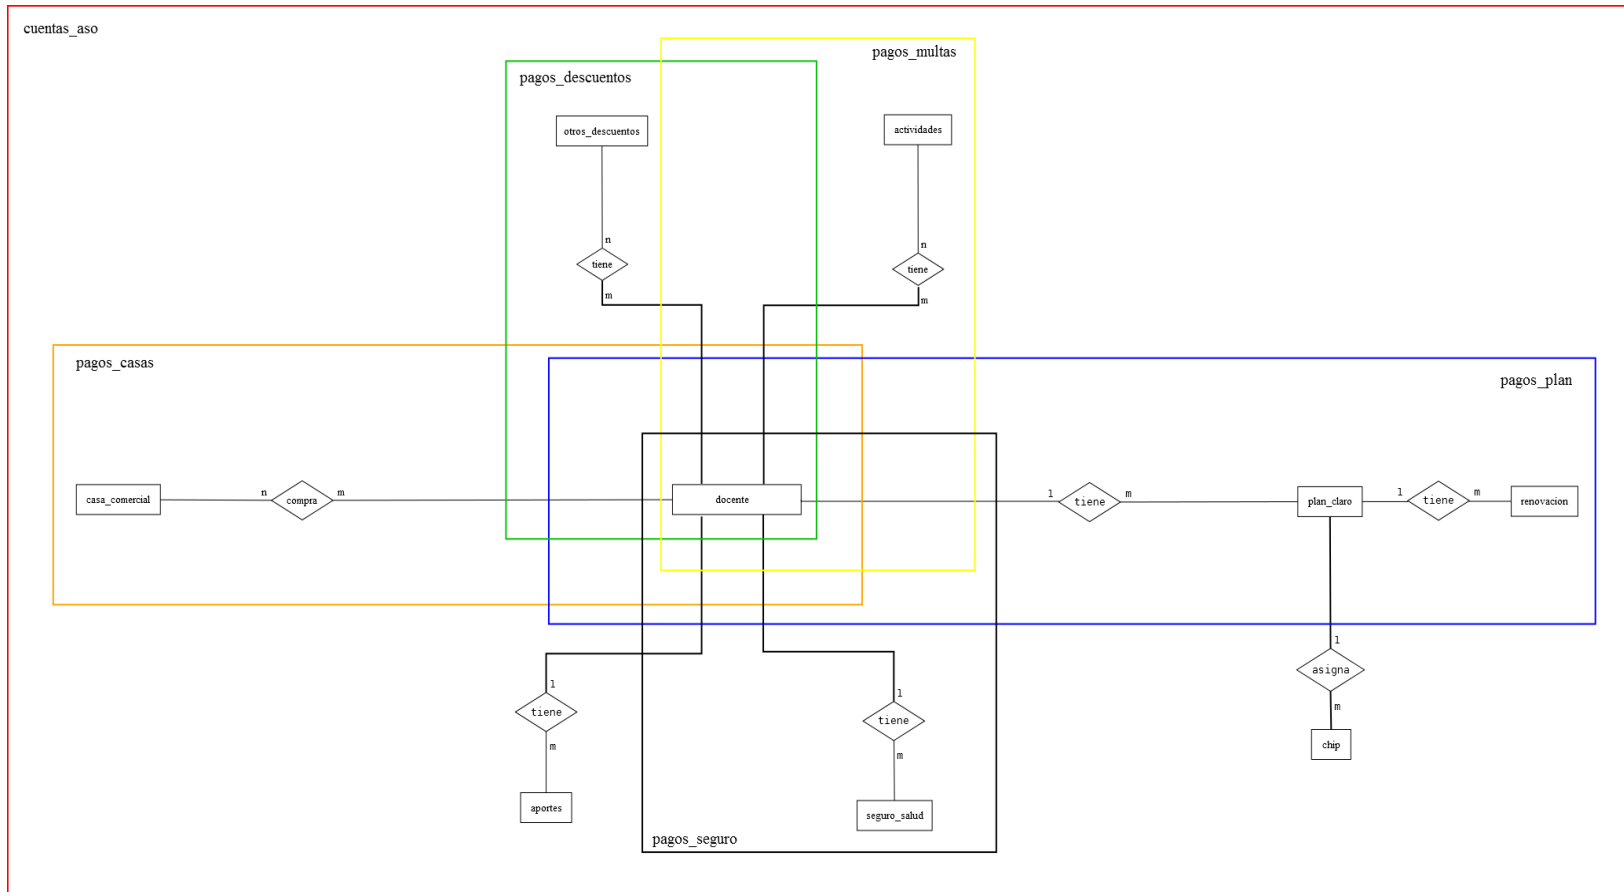 cuentas_aso
pagos_multas
pagos_descuentos
otros_descuentos
actividades
n
n
tiene
tiene
m
m
pagos_casas
pagos_plan
casa_comercial
n
compra
m
docente
1
tiene
m
plan_claro
1
tiene
m
renovacion
1
asigna
m
chip
1
tiene
m
aportes
1
tiene
m
seguro_salud
pagos_seguro